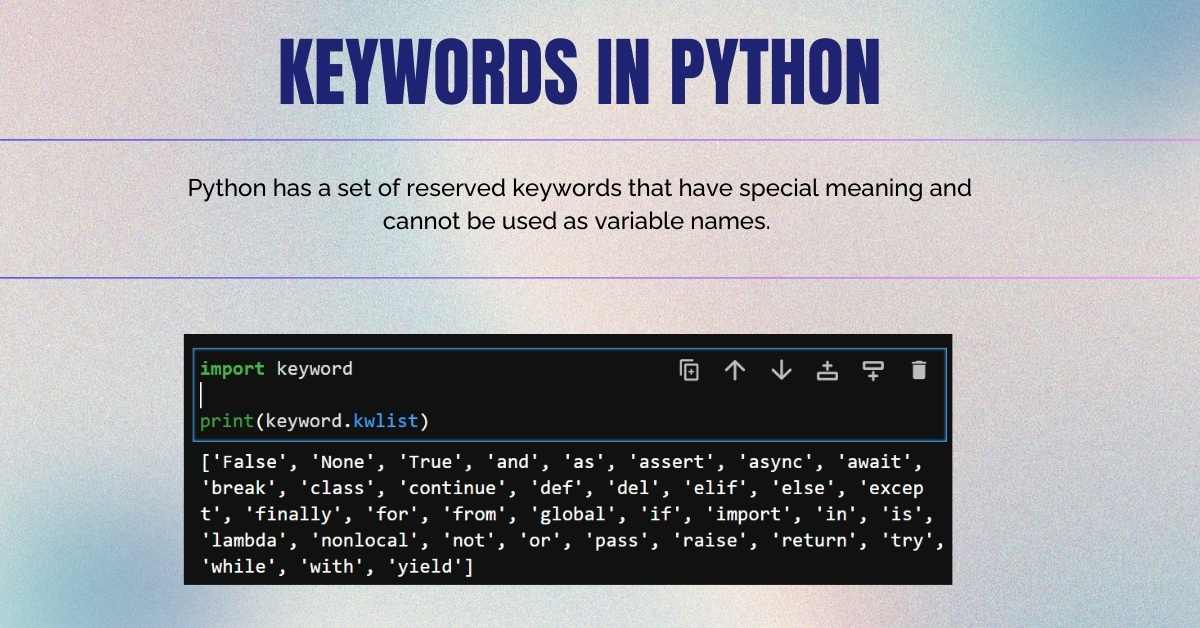 KEYWORDS IN PYTHON
Python has a set of reserved keywords that have special meaning and
cannot be used as variable names.
import keyword
print(keyword.kwlist)
['False', 'None', 'True', 'and', 'as', 'assert', 'async', 'await',
'break', 'class', 'continue', 'def', 'del', 'elif', 'else', 'excep
t', 'finally', 'for', 'from', 'global', 'if', 'import', 'in', 'is',
'lambda', 'nonlocal', 'not', 'or', 'pass', 'raise', 'return', 'try',
'while', 'with', 'yield']